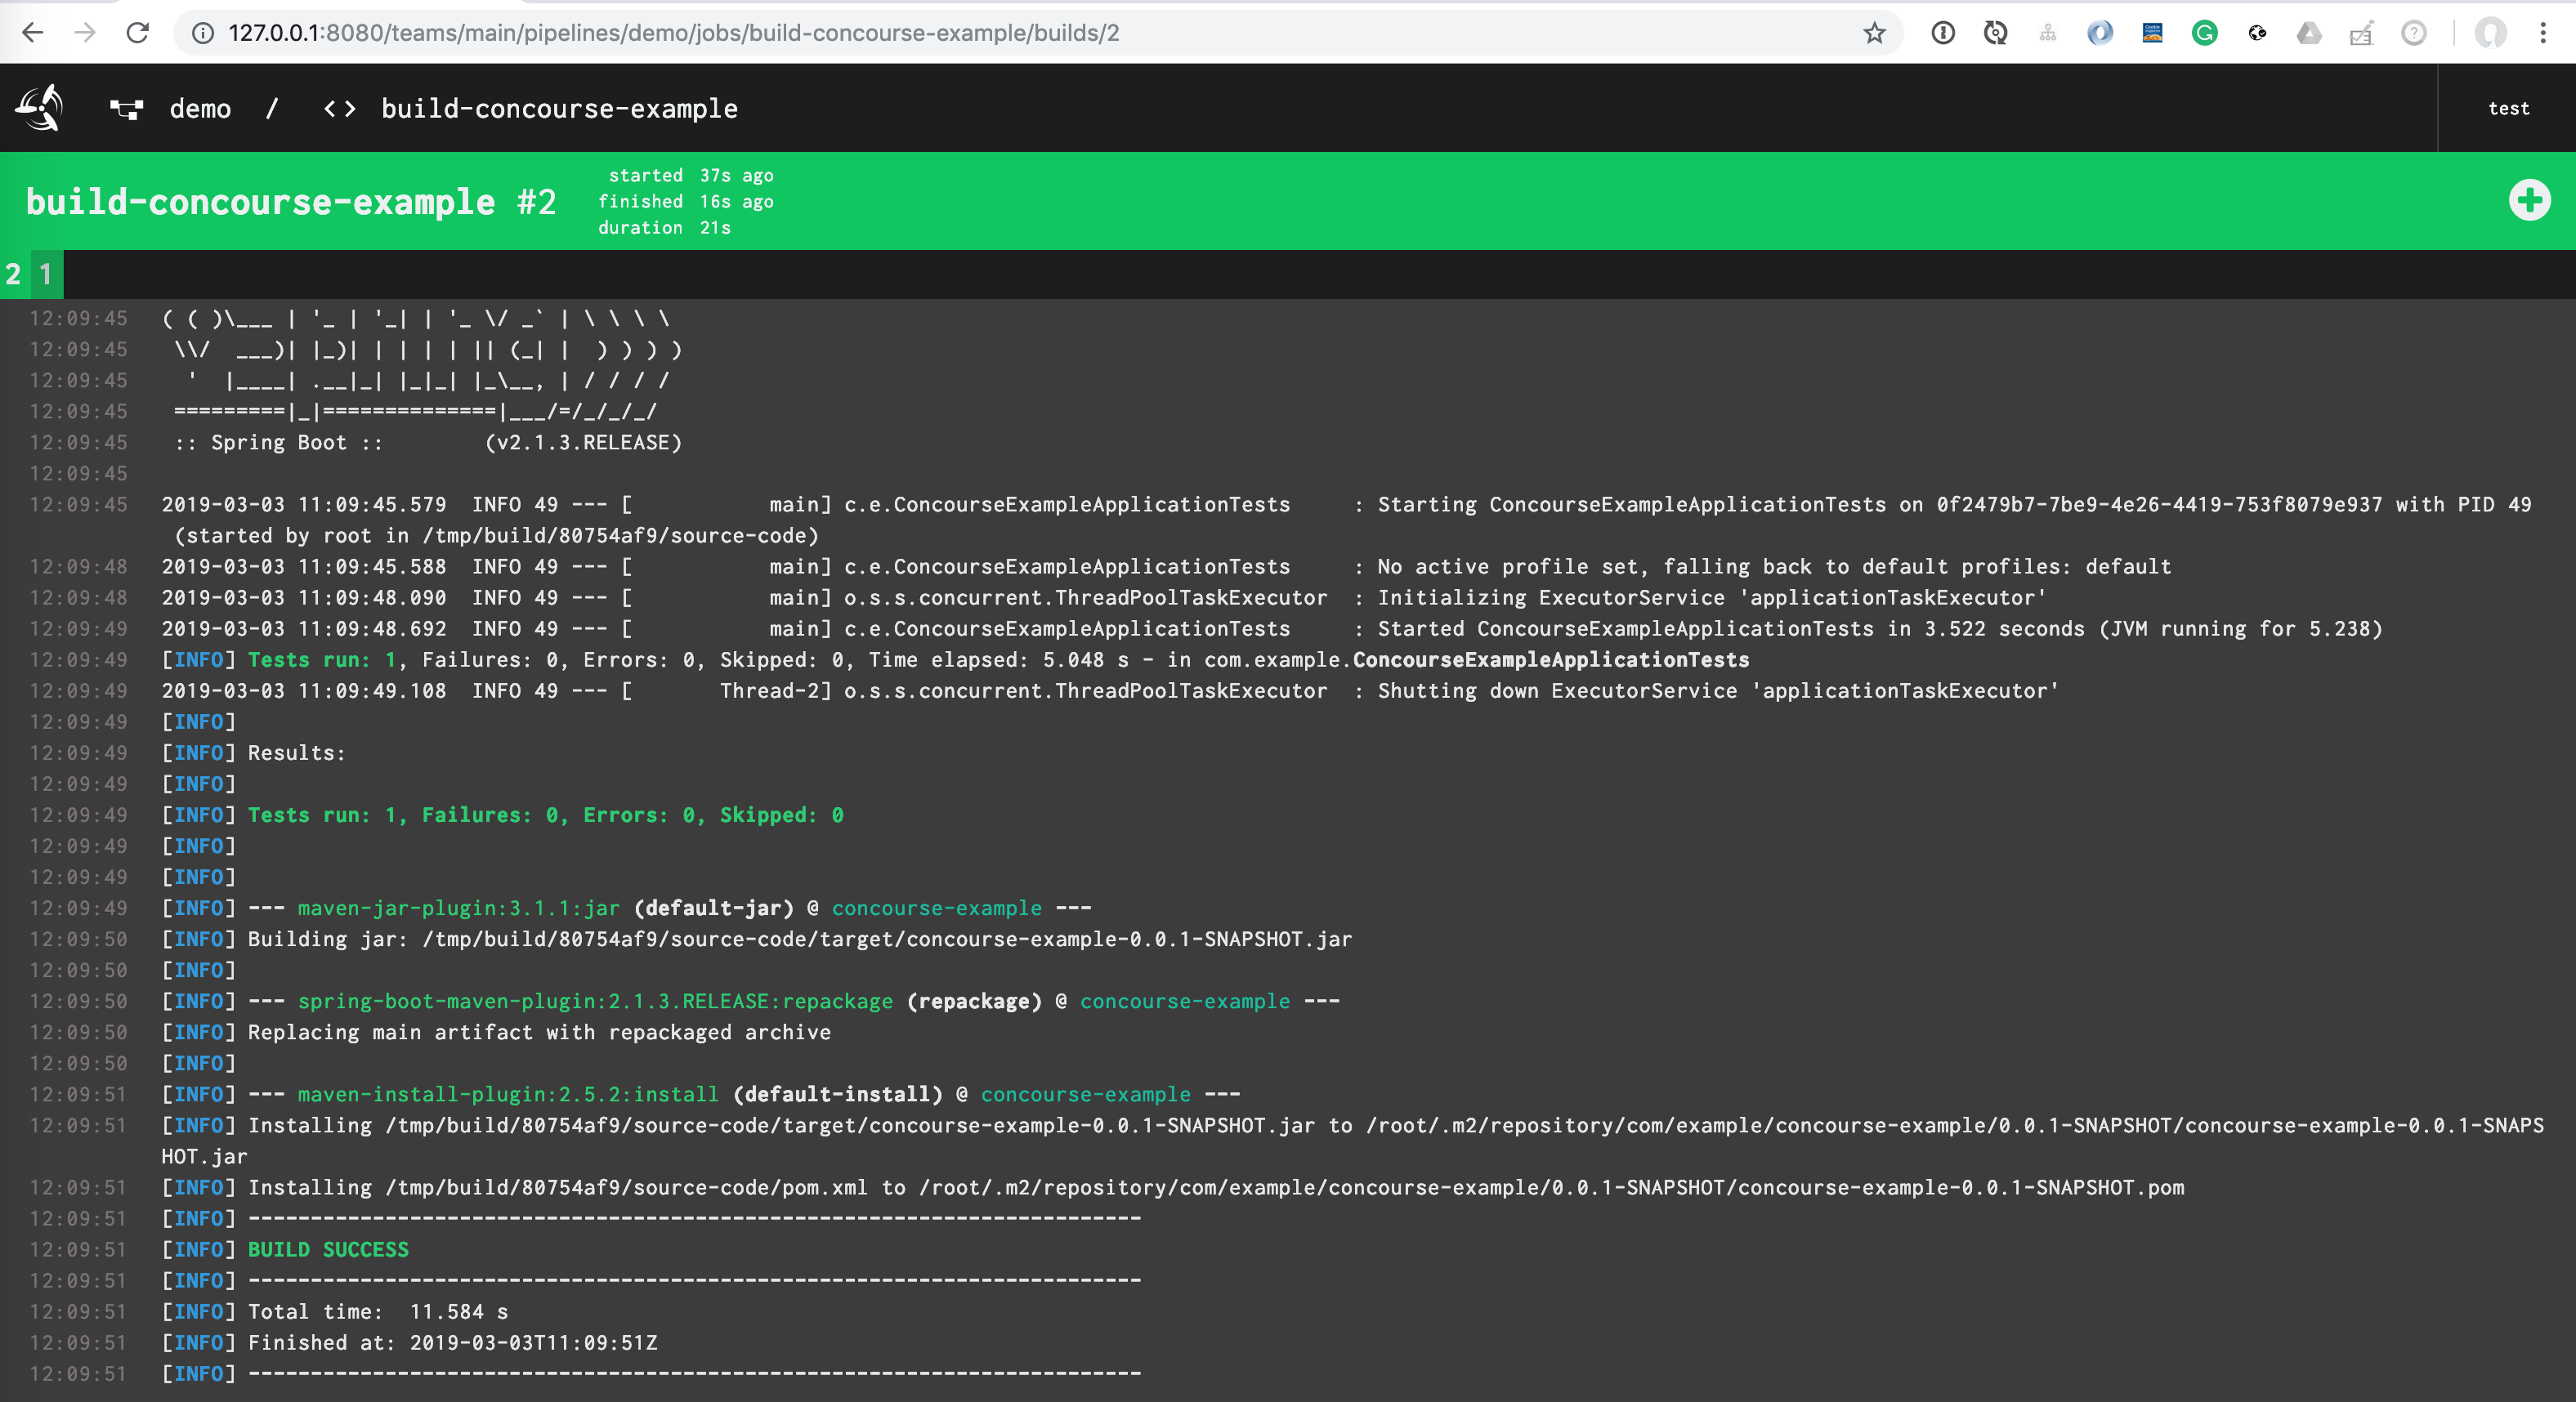 127.0.0.1:8080/teams/main/pipelines/demo/jobs/build-concourse-example/builds/2
demo / <> build-concourse-example test
build-concourse-example #2
started 37s ago
finished 16s ago
duration 21s
2 1
12:09:45 ( ( )\___ | '_ | '_| | '_ \/ _` | \ \ \ \
12:09:45  \\/  ___)| |_)| | | | | || (_| |  ) ) ) )
12:09:45   '  |____| .__|_| |_|_| |_\__, | / / / /
12:09:45  =========|_|==============|___/=/_/_/_/
12:09:45  :: Spring Boot ::        (v2.1.3.RELEASE)
12:09:45
12:09:45 2019-03-03 11:09:45.579  INFO 49 --- [           main] c.e.ConcourseExampleApplicationTests     : Starting ConcourseExampleApplicationTests on 0f2479b7-7be9-4e26-4419-753f8079e937 with PID 49
 (started by root in /tmp/build/80754af9/source-code)
12:09:48 2019-03-03 11:09:45.588  INFO 49 --- [           main] c.e.ConcourseExampleApplicationTests     : No active profile set, falling back to default profiles: default
12:09:48 2019-03-03 11:09:48.090  INFO 49 --- [           main] o.s.s.concurrent.ThreadPoolTaskExecutor  : Initializing ExecutorService 'applicationTaskExecutor'
12:09:49 2019-03-03 11:09:48.692  INFO 49 --- [           main] c.e.ConcourseExampleApplicationTests     : Started ConcourseExampleApplicationTests in 3.522 seconds (JVM running for 5.238)
12:09:49 [INFO] Tests run: 1, Failures: 0, Errors: 0, Skipped: 0, Time elapsed: 5.048 s - in com.example.ConcourseExampleApplicationTests
12:09:49 2019-03-03 11:09:49.108  INFO 49 --- [       Thread-2] o.s.s.concurrent.ThreadPoolTaskExecutor  : Shutting down ExecutorService 'applicationTaskExecutor'
12:09:49 [INFO]
12:09:49 [INFO] Results:
12:09:49 [INFO]
12:09:49 [INFO] Tests run: 1, Failures: 0, Errors: 0, Skipped: 0
12:09:49 [INFO]
12:09:49 [INFO]
12:09:49 [INFO] --- maven-jar-plugin:3.1.1:jar (default-jar) @ concourse-example ---
12:09:50 [INFO] Building jar: /tmp/build/80754af9/source-code/target/concourse-example-0.0.1-SNAPSHOT.jar
12:09:50 [INFO]
12:09:50 [INFO] --- spring-boot-maven-plugin:2.1.3.RELEASE:repackage (repackage) @ concourse-example ---
12:09:50 [INFO] Replacing main artifact with repackaged archive
12:09:50 [INFO]
12:09:51 [INFO] --- maven-install-plugin:2.5.2:install (default-install) @ concourse-example ---
12:09:51 [INFO] Installing /tmp/build/80754af9/source-code/target/concourse-example-0.0.1-SNAPSHOT.jar to /root/.m2/repository/com/example/concourse-example/0.0.1-SNAPSHOT/concourse-example-0.0.1-SNAPS
HOT.jar
12:09:51 [INFO] Installing /tmp/build/80754af9/source-code/pom.xml to /root/.m2/repository/com/example/concourse-example/0.0.1-SNAPSHOT/concourse-example-0.0.1-SNAPSHOT.pom
12:09:51 [INFO] ------------------------------------------------------------------------
12:09:51 [INFO] BUILD SUCCESS
12:09:51 [INFO] ------------------------------------------------------------------------
12:09:51 [INFO] Total time:  11.584 s
12:09:51 [INFO] Finished at: 2019-03-03T11:09:51Z
12:09:51 [INFO] ------------------------------------------------------------------------